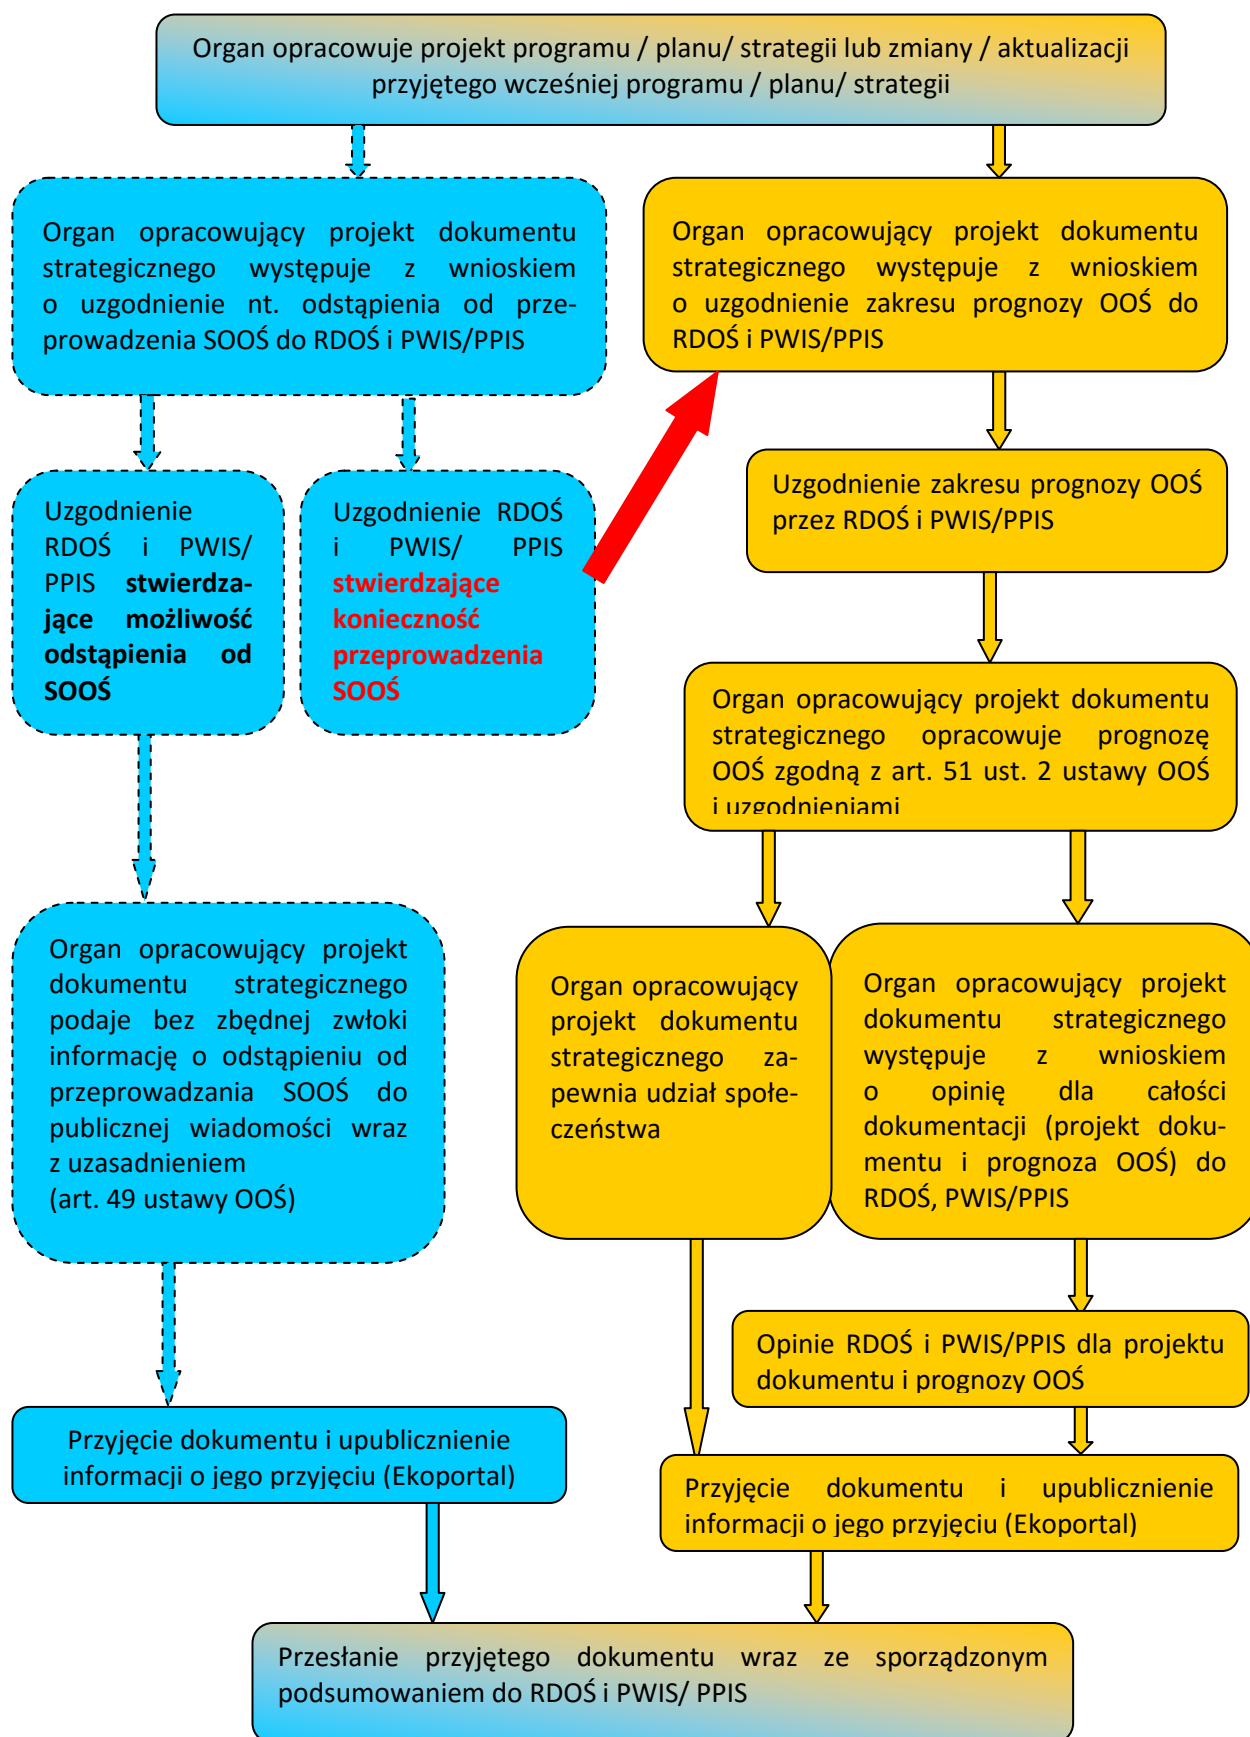 Organ opracowuje projekt programu / planu/ strategii lub zmiany / aktualizacji
przyjętego wcześniej programu / planu/ strategii
Organ opracowujący projekt dokumentu
strategicznego występuje z wnioskiem
o uzgodnienie nt. odstąpienia od prze-
prowadzenia SOOŚ do RDOŚ i PWIS/PPIS
Organ opracowujący projekt dokumentu
strategicznego występuje z wnioskiem
o uzgodnienie zakresu prognozy OOŚ do
RDOŚ i PWIS/PPIS
Uzgodnienie
RDOŚ i PWIS/
PPIS stwierdza-
jące możliwość
odstąpienia od
SOOŚ
Uzgodnienie RDOŚ
i PWIS/ PPIS
stwierdzające
konieczność
przeprowadzenia
SOOŚ
Uzgodnienie zakresu prognozy OOŚ
przez RDOŚ i PWIS/PPIS
Organ opracowujący projekt dokumentu
strategicznego opracowuje prognozę
OOŚ zgodną z art. 51 ust. 2 ustawy OOŚ
i uzgodnieniami
Organ opracowujący projekt
dokumentu strategicznego
podaje bez zbędnej zwłoki
informację o odstąpieniu od
przeprowadzania SOOŚ do
publicznej wiadomości wraz
z uzasadnieniem
(art. 49 ustawy OOŚ)
Organ opracowujący
projekt dokumentu
strategicznego za-
pewnia udział społe-
czeństwa
Organ opracowujący projekt
dokumentu strategicznego
występuje z wnioskiem
o opinię dla całości
dokumentacji (projekt doku-
mentu i prognoza OOŚ) do
RDOŚ, PWIS/PPIS
Opinie RDOŚ i PWIS/PPIS dla projektu
dokumentu i prognozy OOŚ
Przyjęcie dokumentu i upublicznienie
informacji o jego przyjęciu (Ekoportal)
Przyjęcie dokumentu i upublicznienie
informacji o jego przyjęciu (Ekoportal)
Przesłanie przyjętego dokumentu wraz ze sporządzonym
podsumowaniem do RDOŚ i PWIS/ PPIS